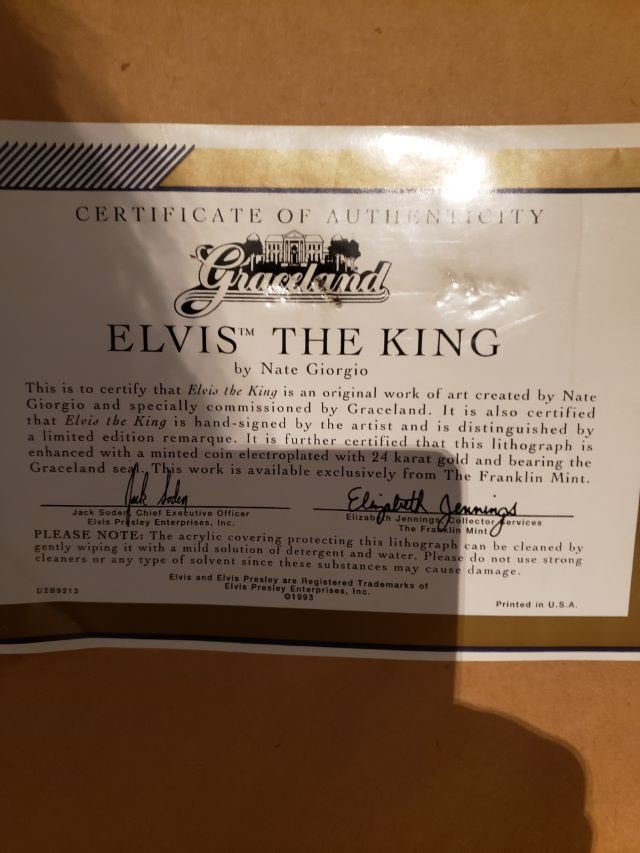 CERTIFICATE OF AUTHENTICITY
Graceland
ELVIS™ THE KING
by Nate Giorgio
This is to certify that Elvis the King is an original work of art created by Nate
Giorgio and specially commissioned by Graceland. It is also certified
that Elvis the King is hand-signed by the artist and is distinguished by
a limited edition remarque. It is further certified that this lithograph is
enhanced with a minted coin electroplated with 24 karat gold and bearing the
Graceland seal. This work is available exclusively from The Franklin Mint.
Jack Soden
Elizabeth Jennings
Jack Soden, Chief Executive Officer
Elvis Presley Enterprises, Inc.
Elizabeth Jennings, Collector Services
The Franklin Mint
PLEASE NOTE: The acrylic covering protecting this lithograph can be cleaned by
gently wiping it with a mild solution of detergent and water. Please do not use strong
cleaners or any type of solvent since these substances may cause damage.
Elvis and Elvis Presley are Registered Trademarks of
Elvis Presley Enterprises, Inc.
©1993
D2B9213
Printed in U.S.A.